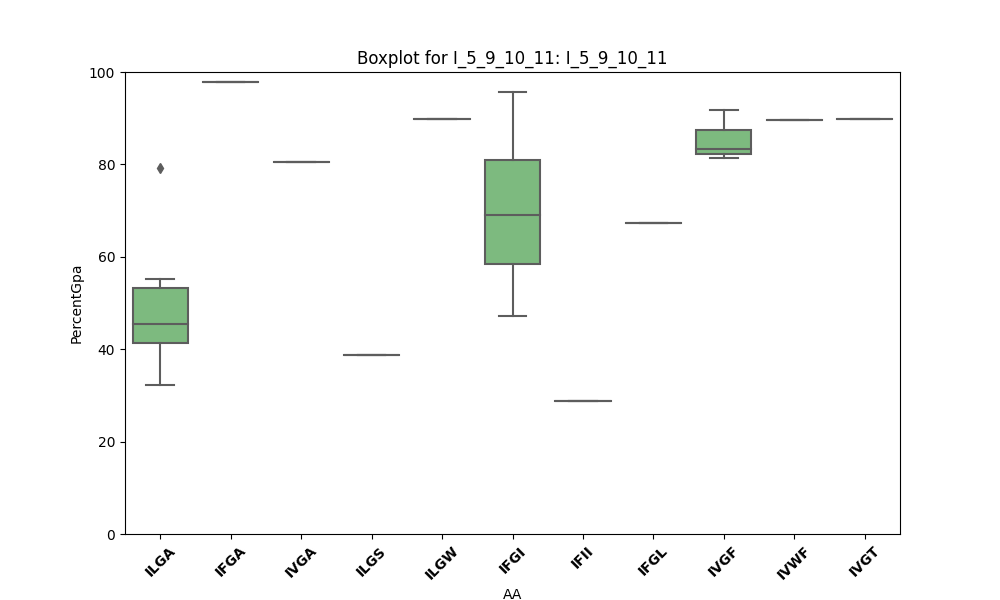 Boxplot for I_5_9_10_11: I_5_9_10_11
100
80
60
40
20
0
PercentGpa
ILGA IFGA IVGA ILGS ILGW IFGI IFII IFGL IVGF IVWF IVGT
AA